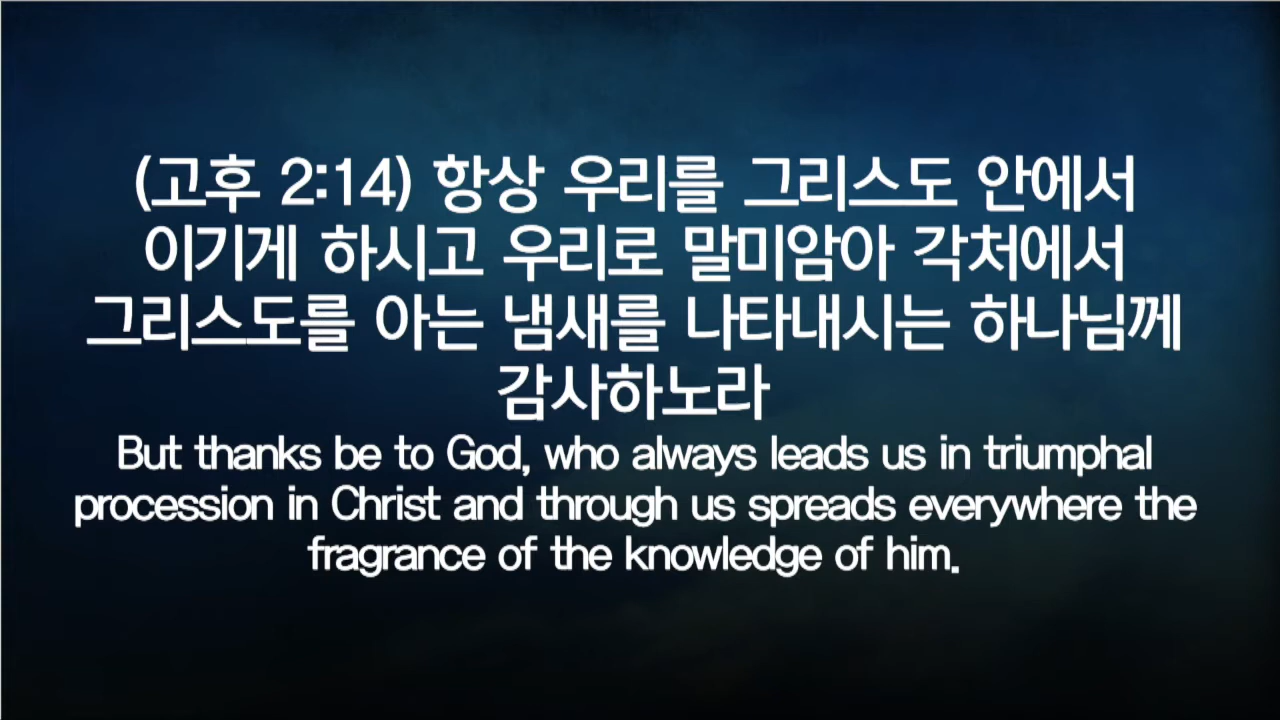 (고후 2:14) 항상 우리를 그리스도 안에서
이기게 하시고 우리로 말미암아 각처에서
그리스도를 아는 냄새를 나타내시는 하나님께
감사하노라
But thanks be to God, who always leads us in triumphal
procession in Christ and through us spreads everywhere the
fragrance of the knowledge of him.